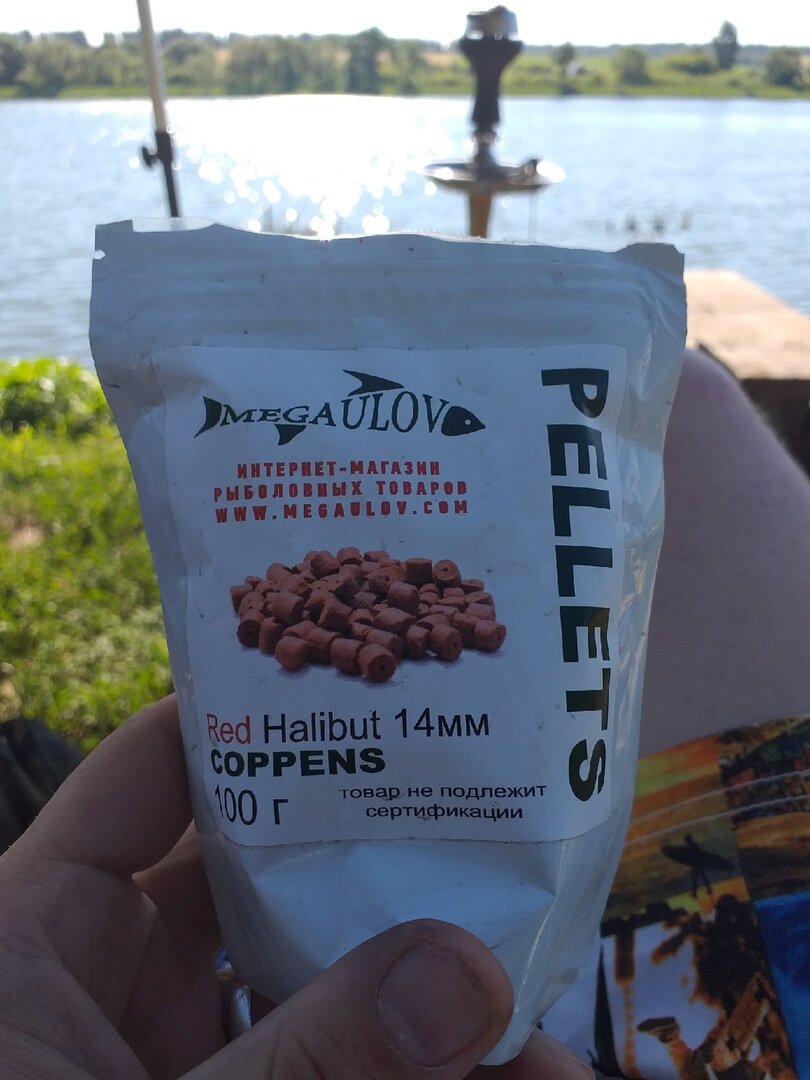 MEGAULOV
ИНТЕРНЕТ-МАГАЗИН
РЫБОЛОВНЫХ ТОВАРОВ
WWW.MEGAULOV.COM
PELLETS
Red Halibut 14мм
COPPENS
100 г
товар не подлежит
сертификации